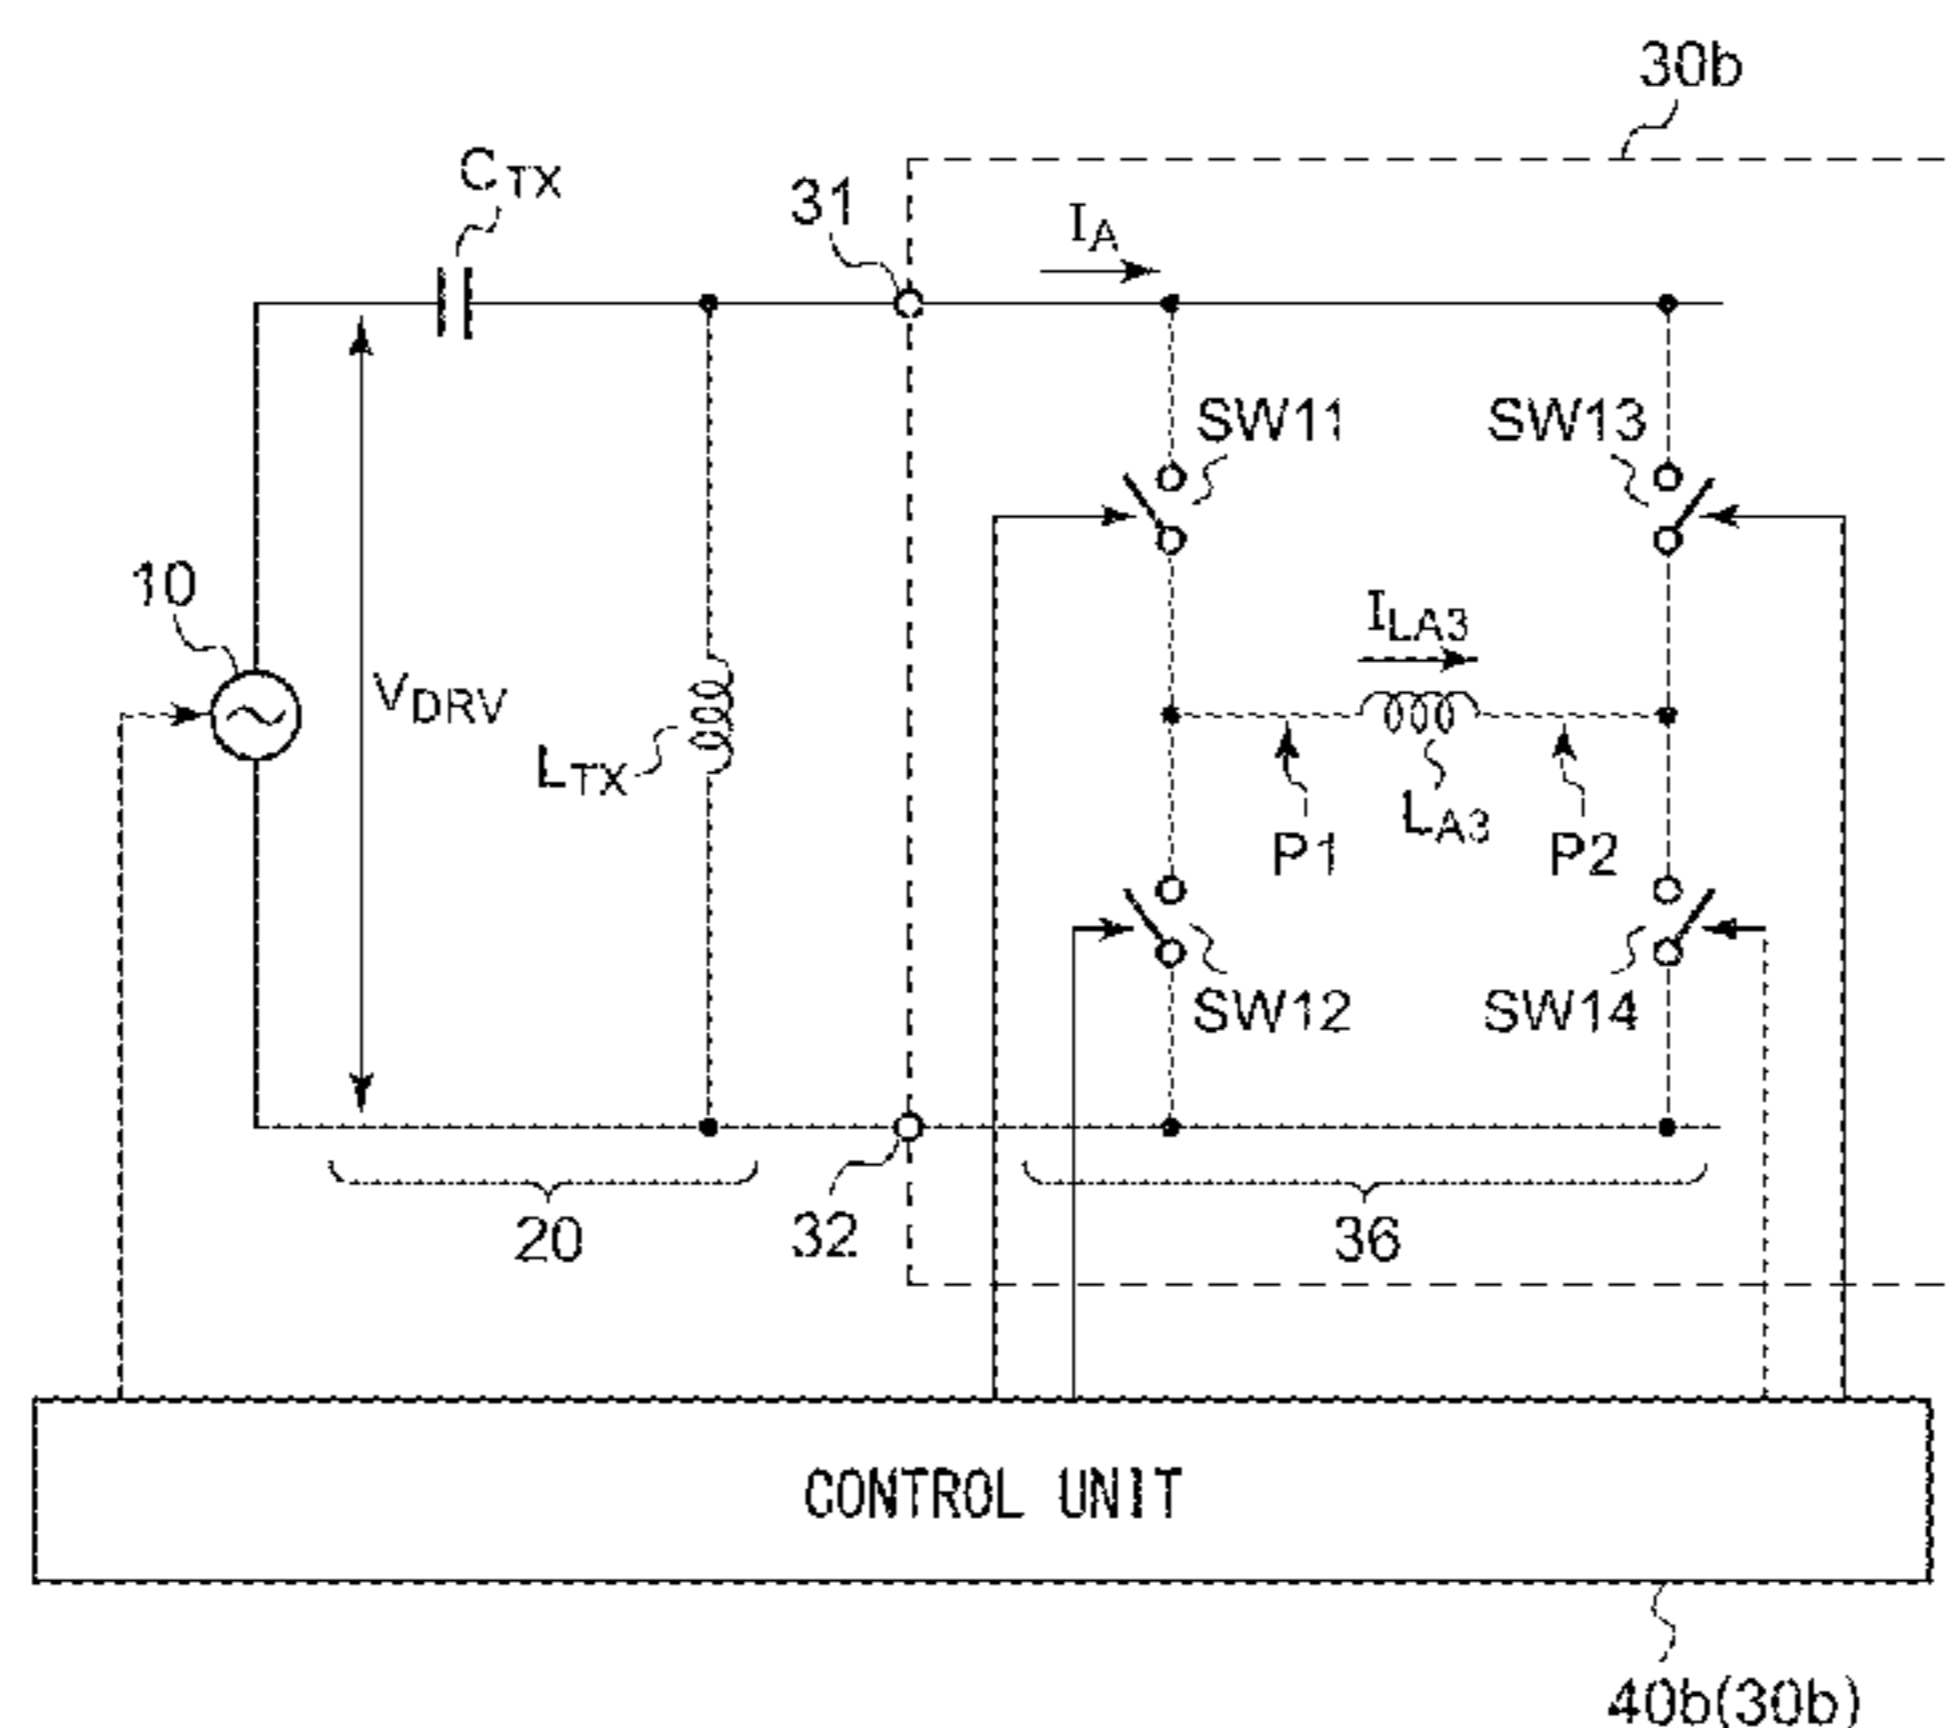 30b
CTX
31
IA
SW11
SW13
10
VDRV
ILA3
LTX
LA3
P1
P2
SW12
SW14
20
32
36
CONTROL UNIT
40b(30b)